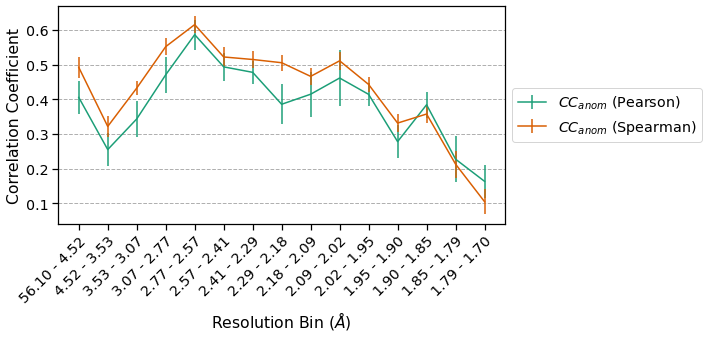 Correlation Coefficient
0.6
0.5
0.4
0.3
0.2
0.1
56.10 - 4.52
4.52 - 3.53
3.53 - 3.07
3.07 - 2.77
2.77 - 2.57
2.57 - 2.41
2.41 - 2.29
2.29 - 2.18
2.18 - 2.09
2.09 - 2.02
2.02 - 1.95
1.95 - 1.90
1.90 - 1.85
1.85 - 1.79
1.79 - 1.70
Resolution Bin (Å)
CCanom (Pearson)
CCanom (Spearman)